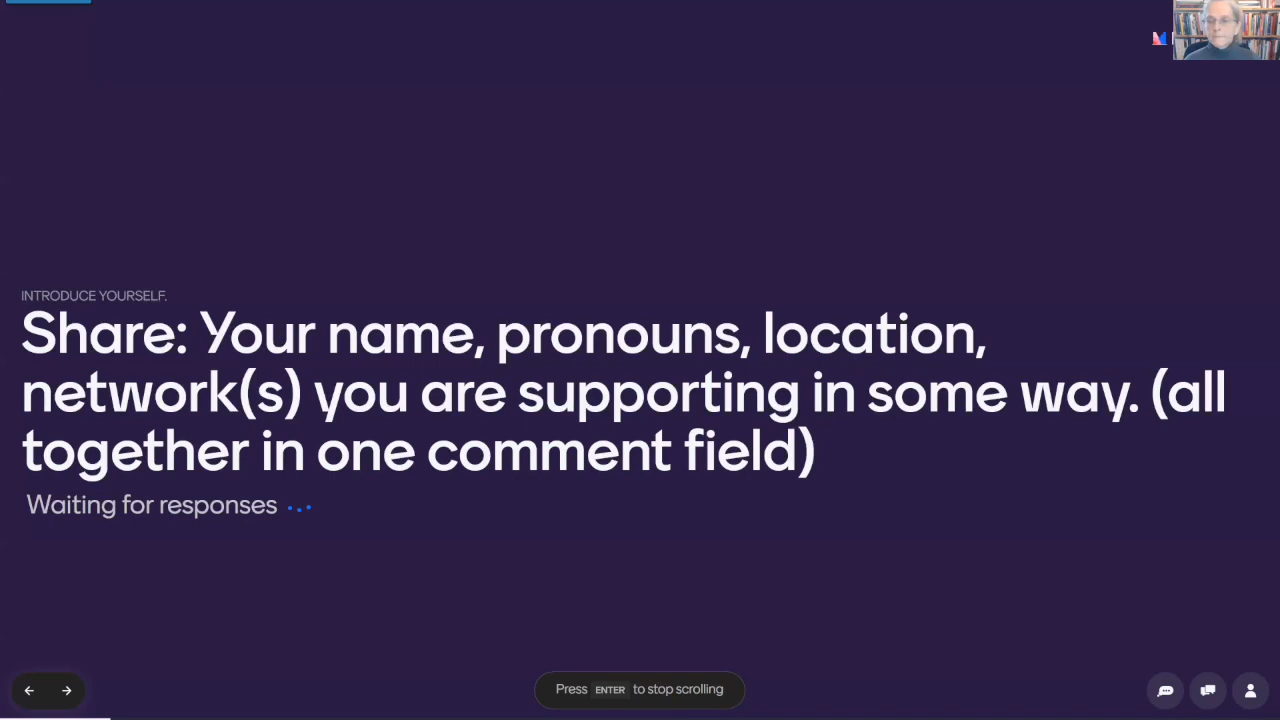 INTRODUCE YOURSELF.
Share: Your name, pronouns, location,
network(s) you are supporting in some way. (all
together in one comment field)
Waiting for responses
Press ENTER to stop scrolling